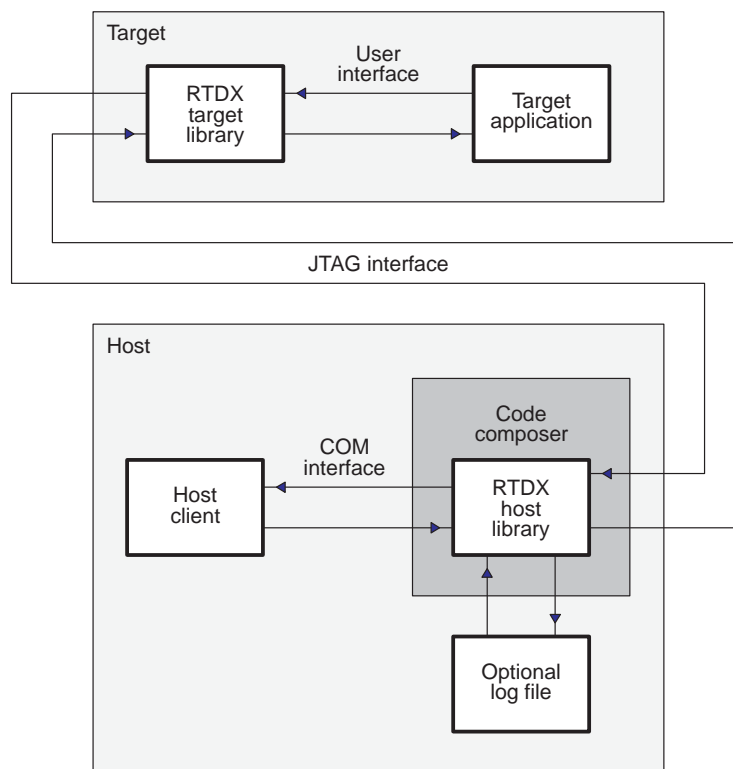 Target
User
interface
RTDX
target
library
Target
application
JTAG interface
Host
Code
composer
COM
interface
Host
client
RTDX
host
library
Optional
log file